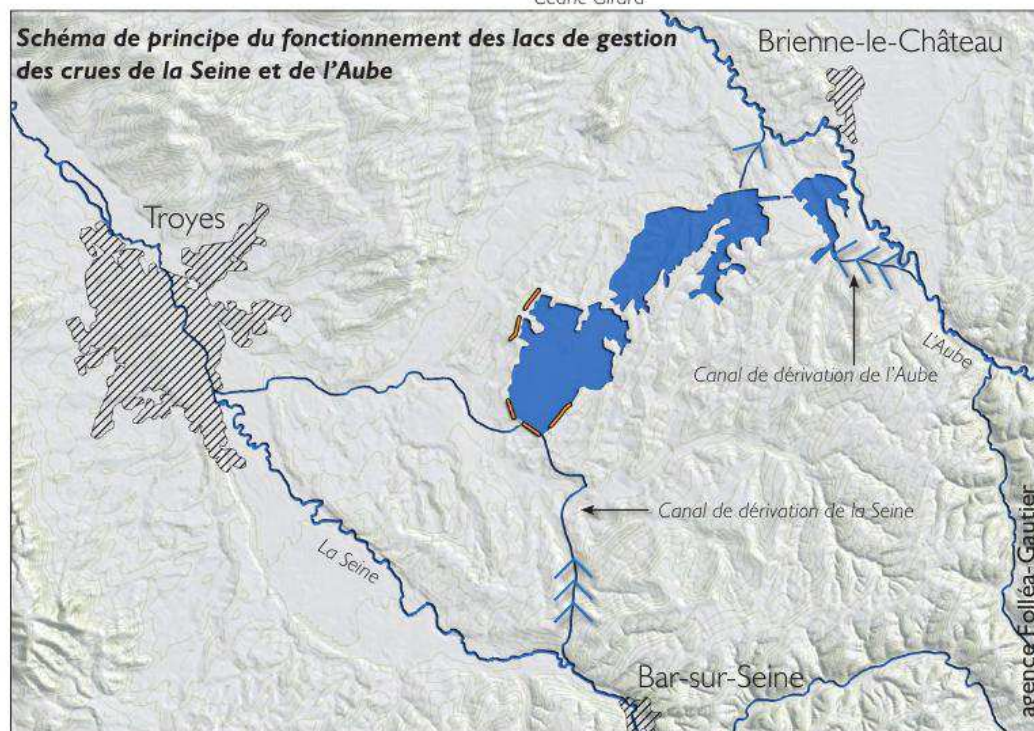 Cédric Girard
Schéma de principe du fonctionnement des lacs de gestion
des crues de la Seine et de l'Aube
Brienne-le-Château
Troyes
L'Aube
Canal de dérivation de l'Aube
Canal de dérivation de la Seine
La Seine
Bar-sur-Seine
agence Folléa-Gautier